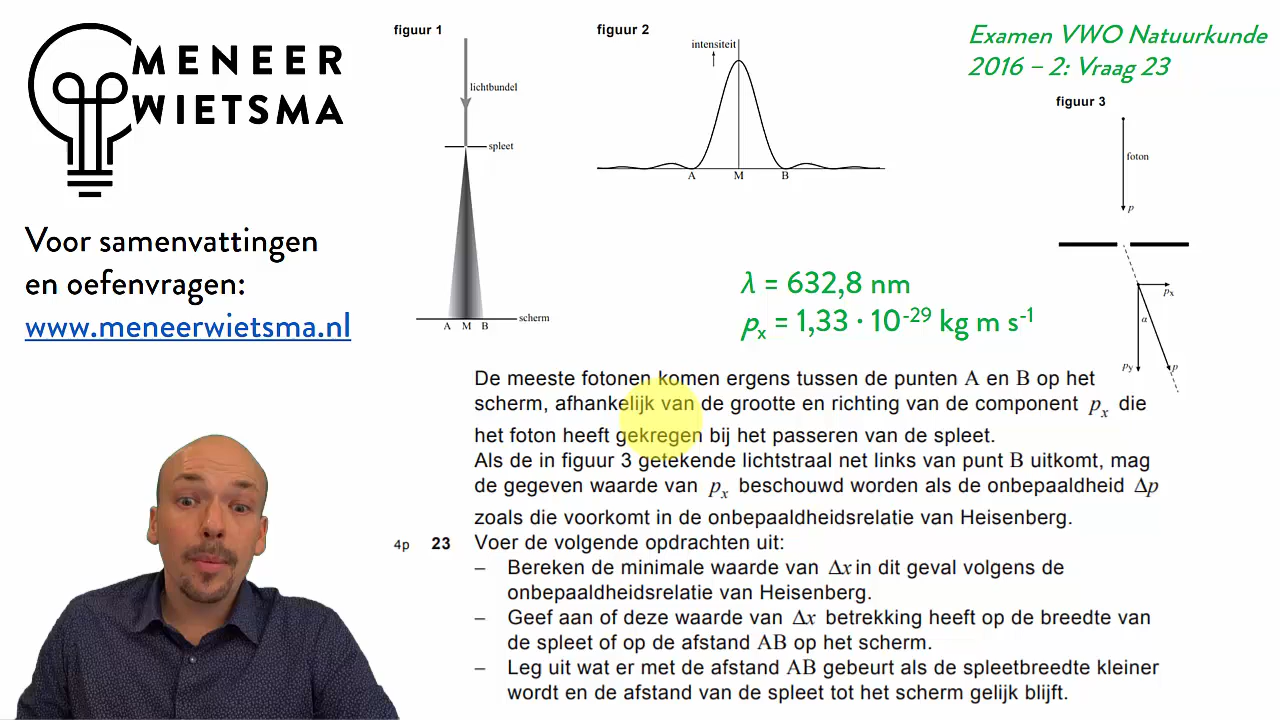 MENEER
WIETSMA
Voor samenvattingen
en oefenvragen:
www.meneerwietsma.nl
figuur 1
lichtbundel
spleet
scherm
A M B
figuur 2
intensiteit
A M B
Examen VWO Natuurkunde
2016 – 2: Vraag 23
figuur 3
foton
p
px
α
py
p
λ = 632,8 nm
px = 1,33 · 10-29 kg m s-1
De meeste fotonen komen ergens tussen de punten A en B op het
scherm, afhankelijk van de grootte en richting van de component px die
het foton heeft gekregen bij het passeren van de spleet.
Als de in figuur 3 getekende lichtstraal net links van punt B uitkomt, mag
de gegeven waarde van px beschouwd worden als de onbepaaldheid Δp
zoals die voorkomt in de onbepaaldheidsrelatie van Heisenberg.
4p 23 Voer de volgende opdrachten uit:
– Bereken de minimale waarde van Δx in dit geval volgens de
onbepaaldheidsrelatie van Heisenberg.
– Geef aan of deze waarde van Δx betrekking heeft op de breedte van
de spleet of op de afstand AB op het scherm.
– Leg uit wat er met de afstand AB gebeurt als de spleetbreedte kleiner
wordt en de afstand van de spleet tot het scherm gelijk blijft.